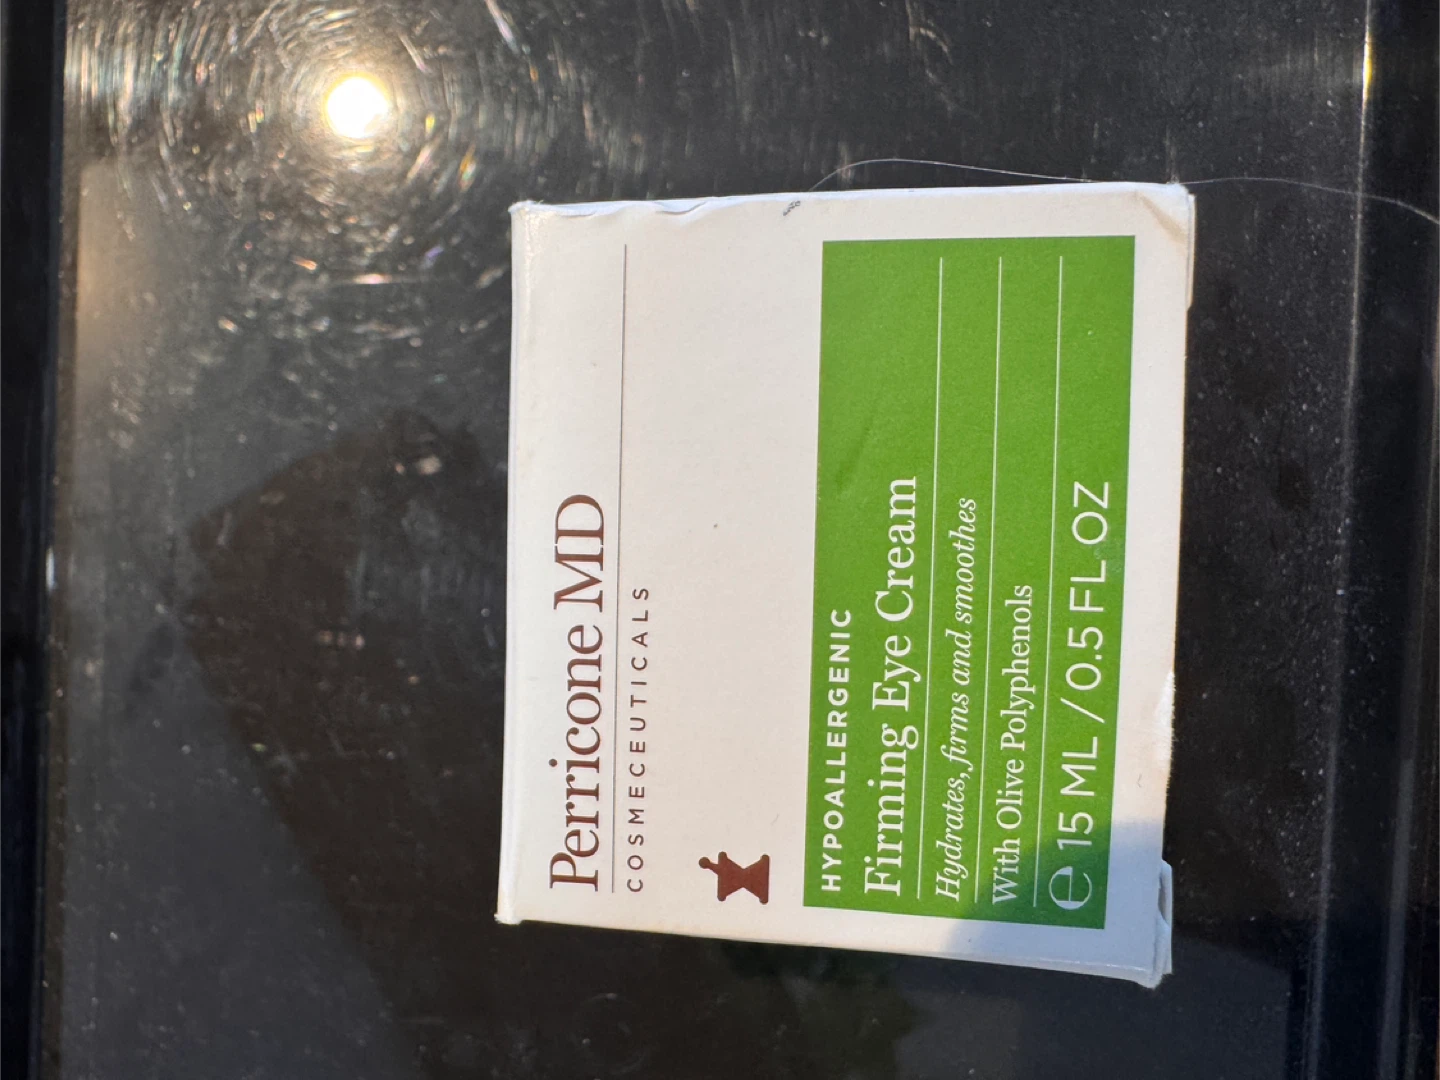 Perricone MD
COSMECEUTICALS
HYPOALLERGENIC
Firming Eye Cream
Hydrates, firms and smoothes
With Olive Polyphenols
℮ 15 ML / 0.5 FL.OZ